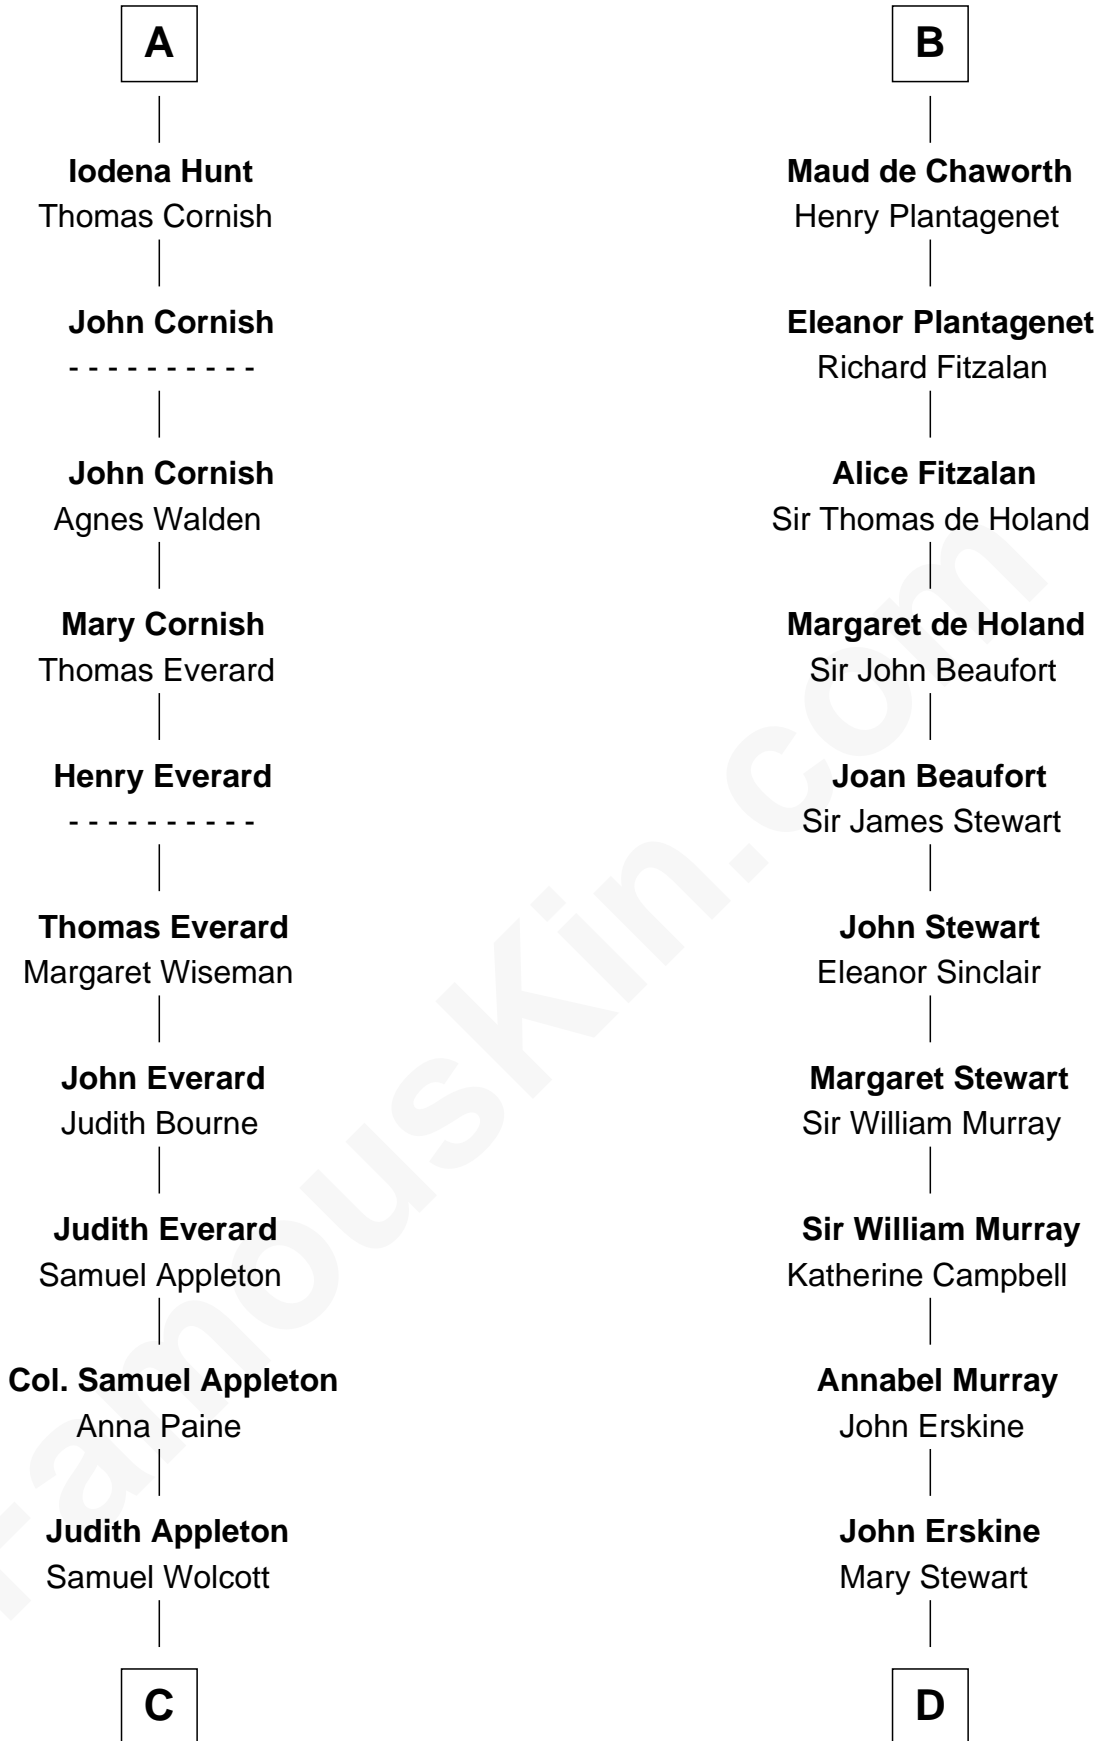 A
Iodena Hunt
Thomas Cornish
John Cornish
- - - - - - - - - -
John Cornish
Agnes Walden
Mary Cornish
Thomas Everard
Henry Everard
- - - - - - - - - -
Thomas Everard
Margaret Wiseman
John Everard
Judith Bourne
Judith Everard
Samuel Appleton
Col. Samuel Appleton
Anna Paine
Judith Appleton
Samuel Wolcott
C
B
Maud de Chaworth
Henry Plantagenet
Eleanor Plantagenet
Richard Fitzalan
Alice Fitzalan
Sir Thomas de Holand
Margaret de Holand
Sir John Beaufort
Joan Beaufort
Sir James Stewart
John Stewart
Eleanor Sinclair
Margaret Stewart
Sir William Murray
Sir William Murray
Katherine Campbell
Annabel Murray
John Erskine
John Erskine
Mary Stewart
D
FamousKin.com